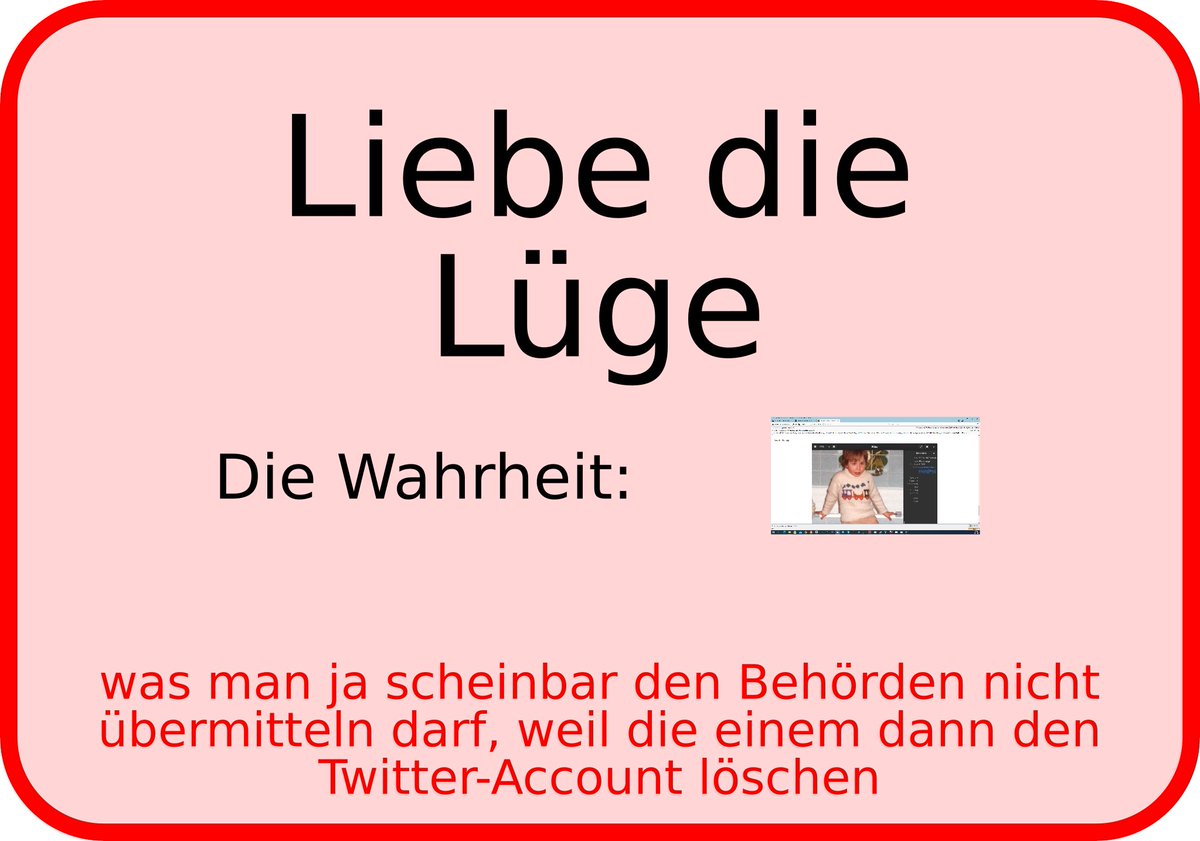 Liebe die
Lüge
Die Wahrheit:
was man ja scheinbar den Behörden nicht
übermitteln darf, weil die einem dann den
Twitter-Account löschen